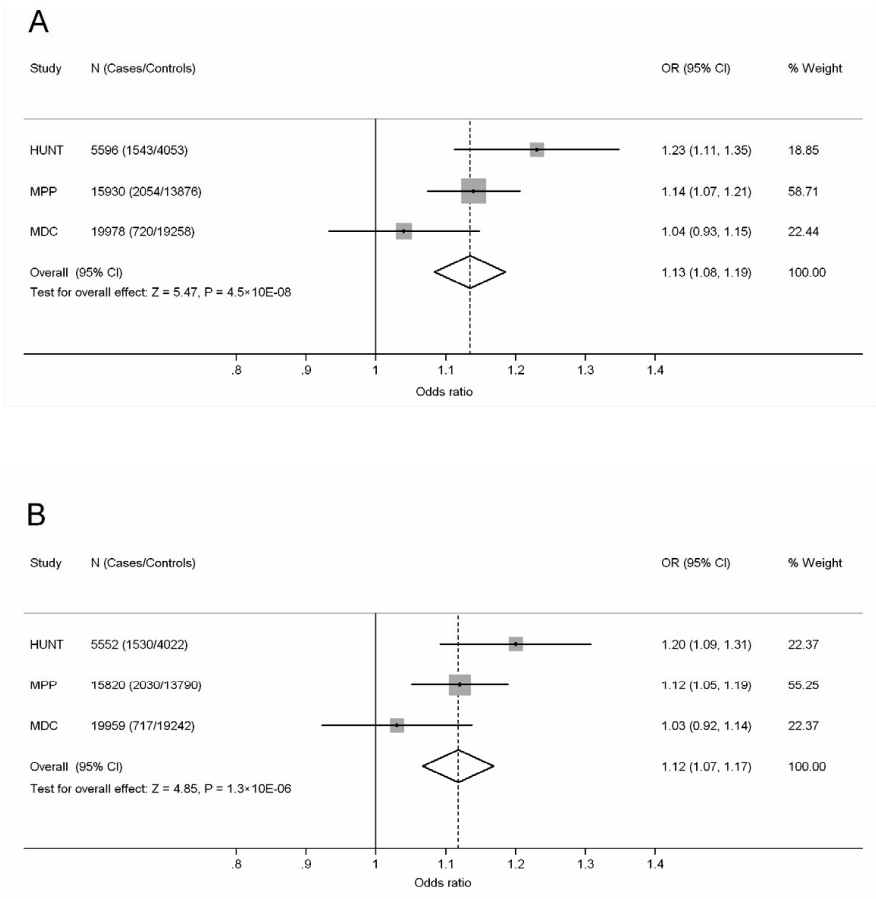 A
Study N (Cases/Controls) OR (95% CI) % Weight
HUNT 5596 (1543/4053) 1.23 (1.11, 1.35) 18.85
MPP 15930 (2054/13876) 1.14 (1.07, 1.21) 58.71
MDC 19978 (720/19258) 1.04 (0.93, 1.15) 22.44
Overall (95% CI) 1.13 (1.08, 1.19) 100.00
Test for overall effect: Z = 5.47, P = 4.5×10E-08
.8 .9 1 1.1 1.2 1.3 1.4
Odds ratio
B
Study N (Cases/Controls) OR (95% CI) % Weight
HUNT 5552 (1530/4022) 1.20 (1.09, 1.31) 22.37
MPP 15820 (2030/13790) 1.12 (1.05, 1.19) 55.25
MDC 19959 (717/19242) 1.03 (0.92, 1.14) 22.37
Overall (95% CI) 1.12 (1.07, 1.17) 100.00
Test for overall effect: Z = 4.85, P = 1.3×10E-06
.8 .9 1 1.1 1.2 1.3 1.4
Odds ratio